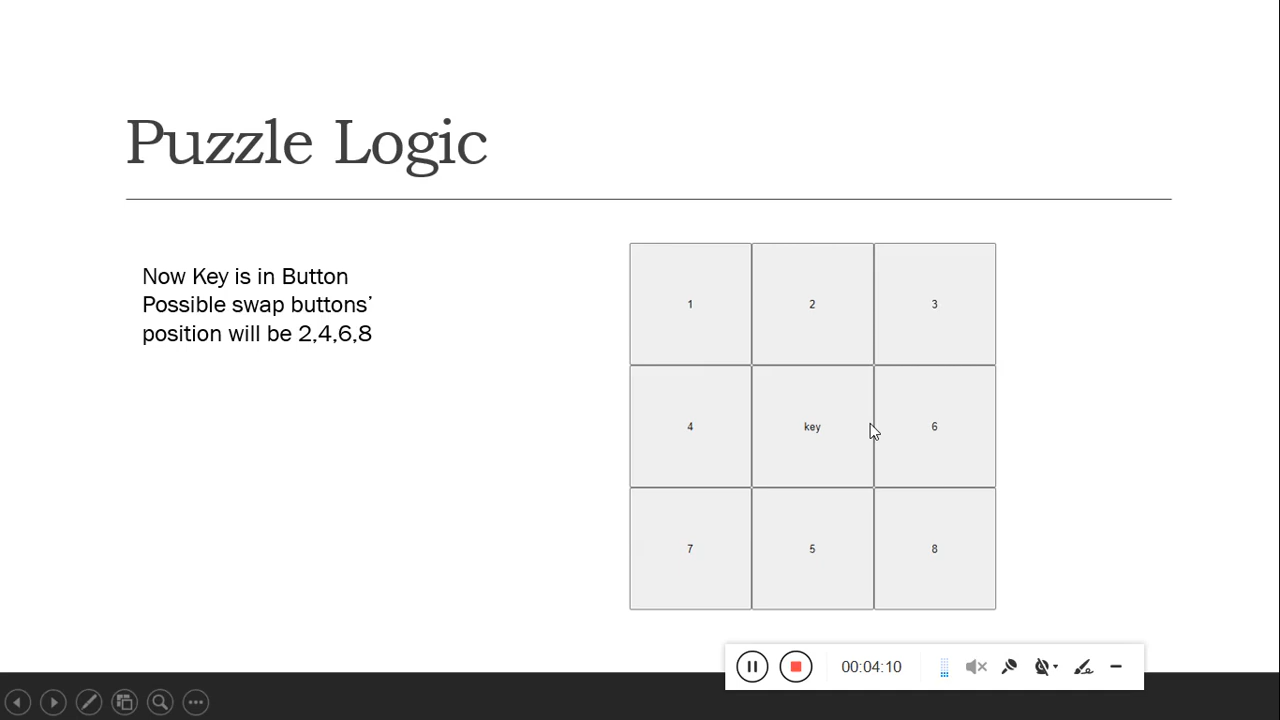 Puzzle Logic
Now Key is in Button
Possible swap buttons’
position will be 2,4,6,8
1 2 3
4 key 6
7 5 8
00:04:10